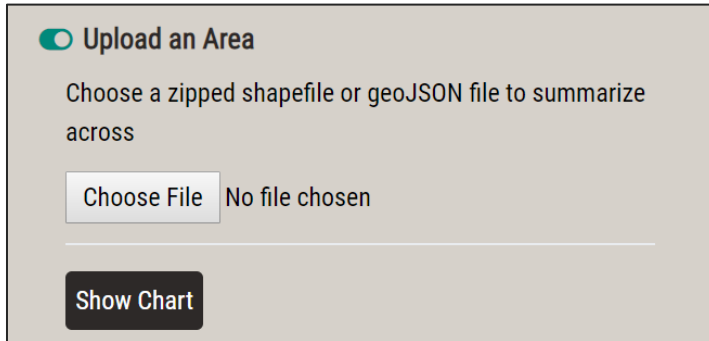 Upload an Area
Choose a zipped shapefile or geoJSON file to summarize
across
Choose File No file chosen
Show Chart